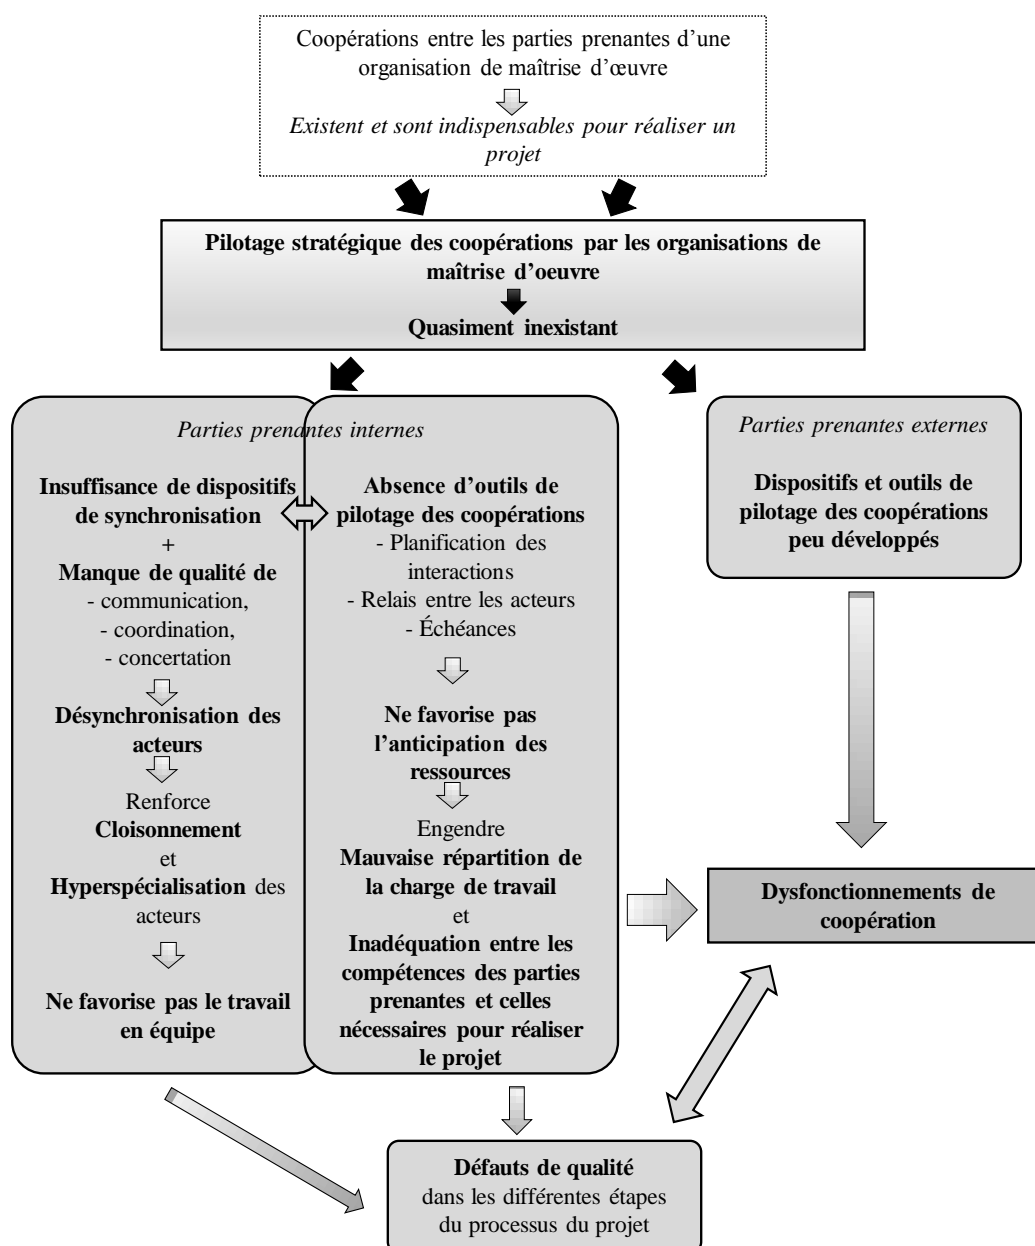 Coopérations entre les parties prenantes d’une
organisation de maîtrise d’œuvre
Existent et sont indispensables pour réaliser un
projet
Pilotage stratégique des coopérations par les organisations de
maîtrise d’oeuvre
Quasiment inexistant
Parties prenantes internes
Insuffisance de dispositifs
de synchronisation
+
Manque de qualité de
- communication,
- coordination,
- concertation
Désynchronisation des
acteurs
Renforce
Cloisonnement
et
Hyperspécialisation des
acteurs
Ne favorise pas le travail
en équipe
Absence d’outils de
pilotage des coopérations
- Planification des
interactions
- Relais entre les acteurs
- Échéances
Ne favorise pas
l’anticipation des
ressources
Engendre
Mauvaise répartition de
la charge de travail
et
Inadéquation entre les
compétences des parties
prenantes et celles
nécessaires pour réaliser
le projet
Parties prenantes externes
Dispositifs et outils de
pilotage des coopérations
peu développés
Dysfonctionnements de
coopération
Défauts de qualité
dans les différentes étapes
du processus du projet